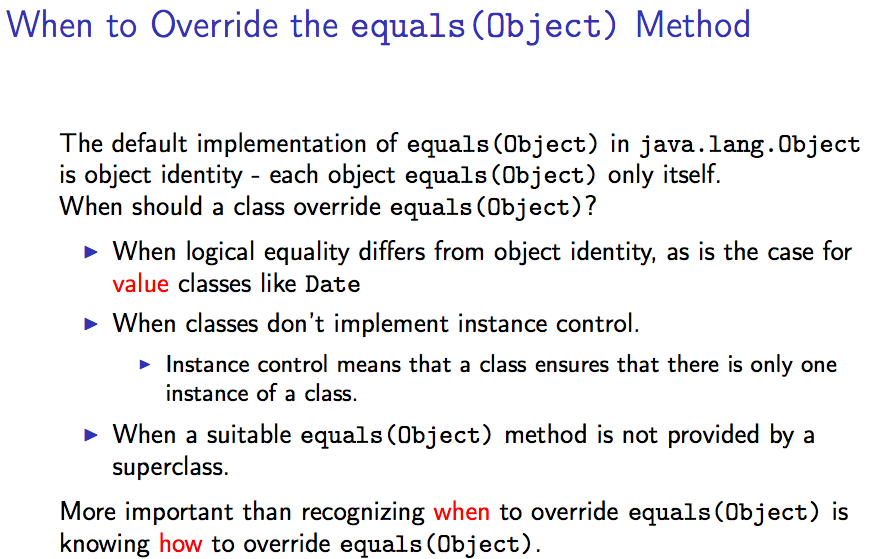 When to Override the equals(Object) Method
The default implementation of equals(Object) in java.lang.Object
is object identity - each object equals(Object) only itself.
When should a class override equals(Object)?
When logical equality differs from object identity, as is the case for
value classes like Date
When classes don't implement instance control.
Instance control means that a class ensures that there is only one
instance of a class.
When a suitable equals(Object) method is not provided by a
superclass.
More important than recognizing when to override equals(Object) is
knowing how to override equals(Object).